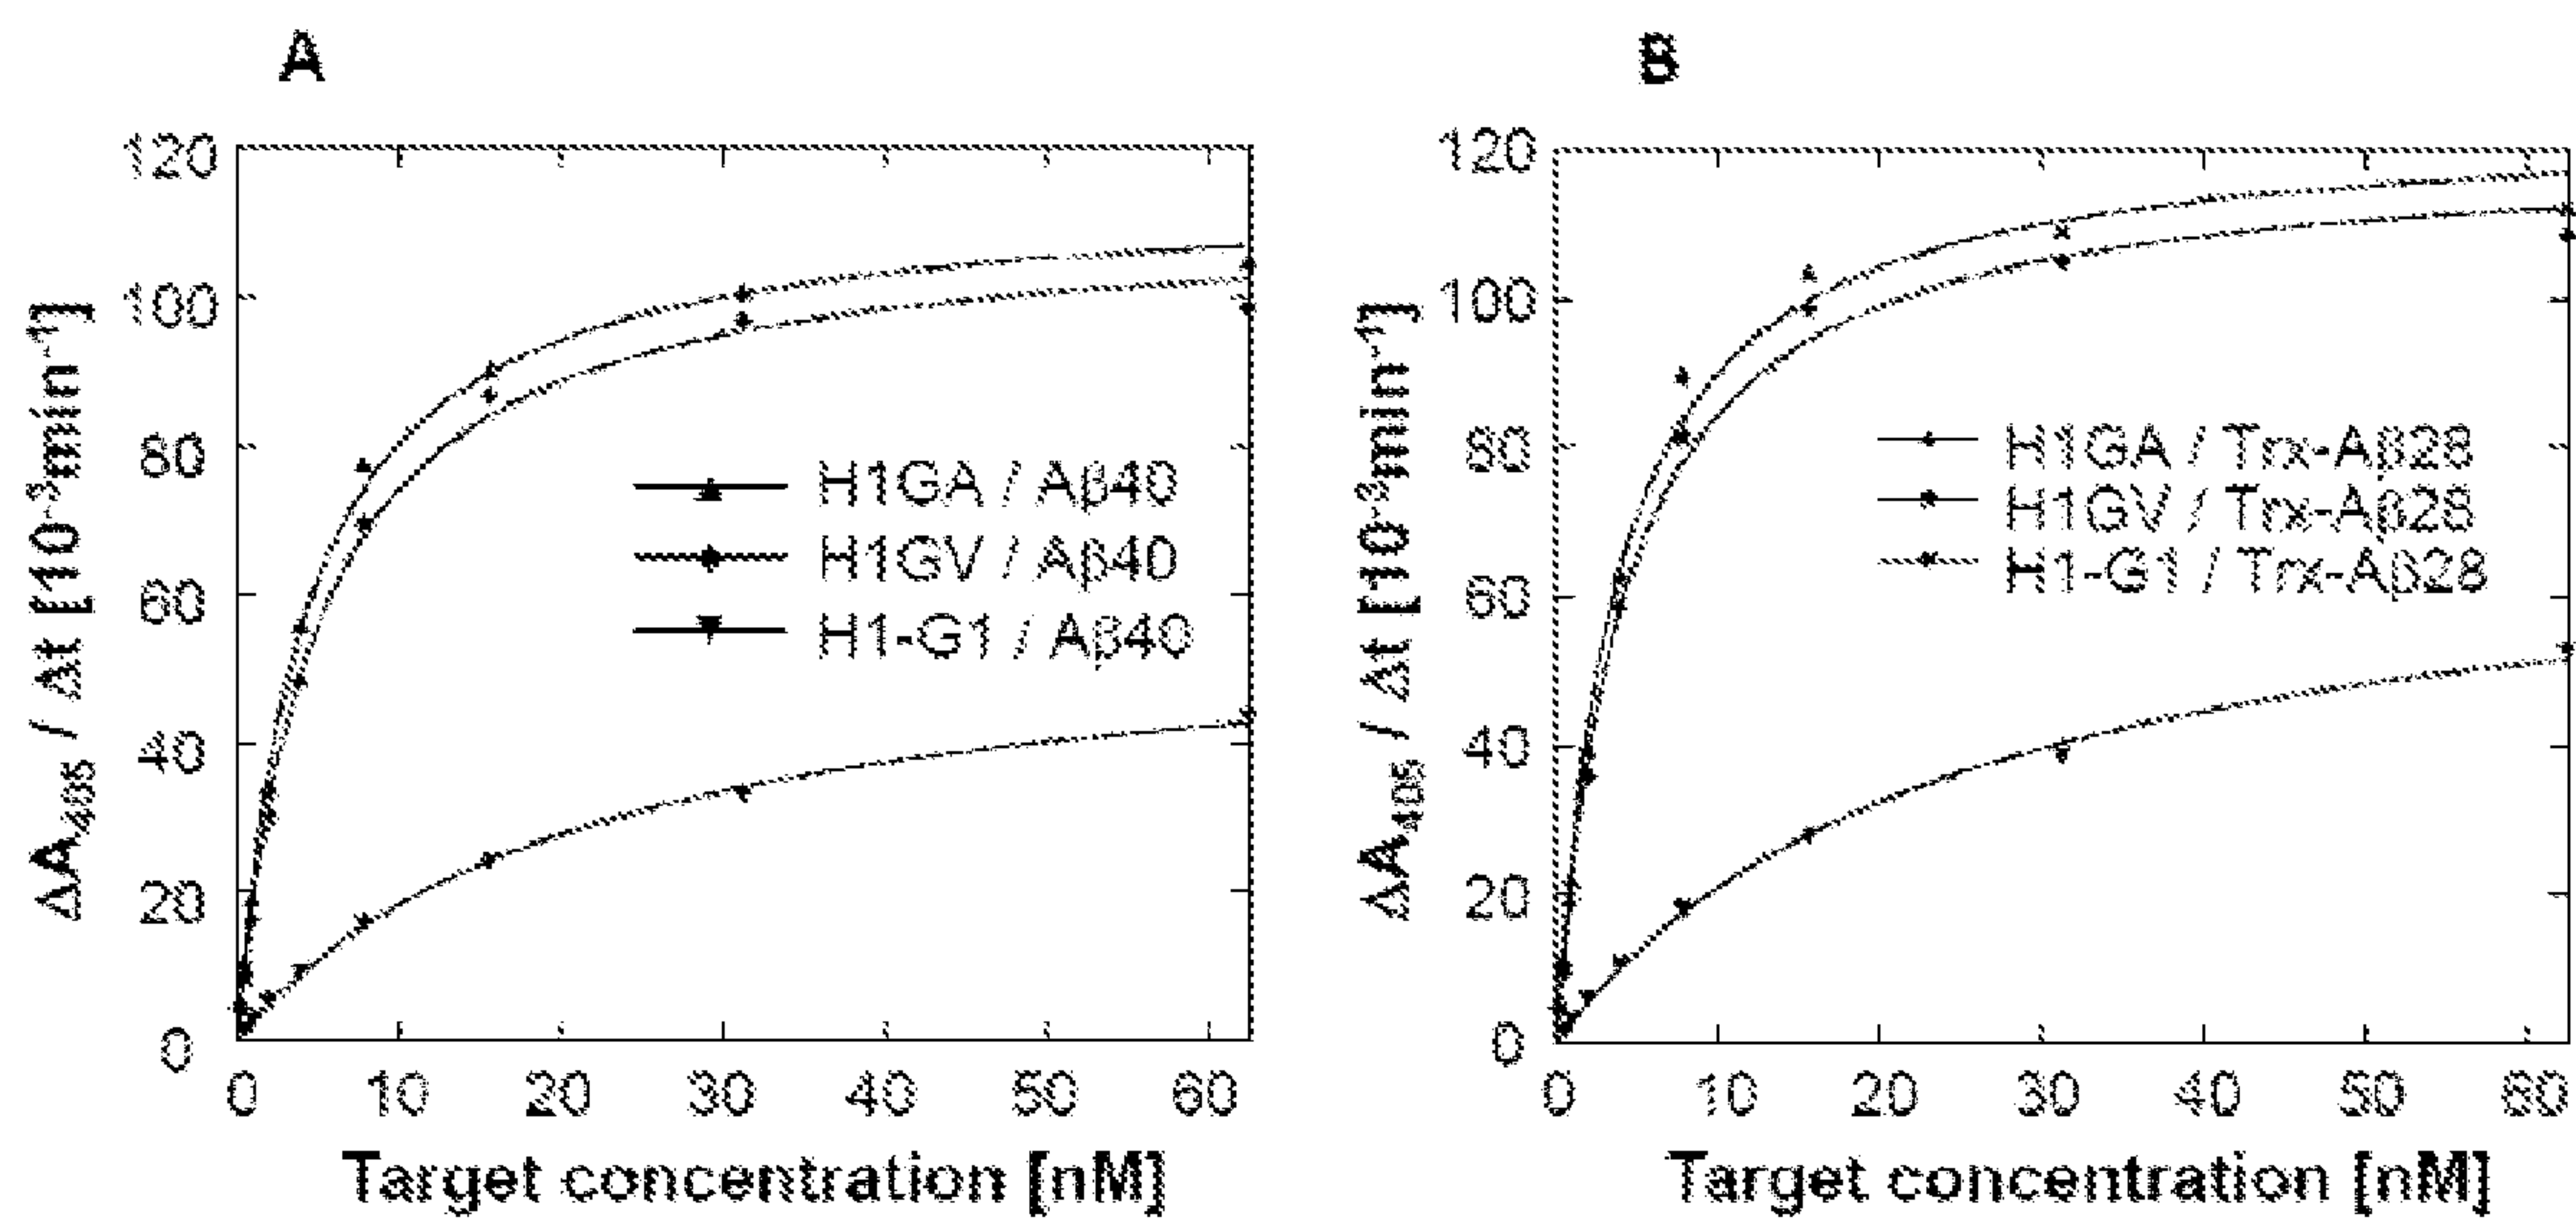 A
120
100
80
60
40
20
0
ΔA₄₀₅ / Δt [10⁻³min⁻¹]
H1GA / Aβ40
H1GV / Aβ40
H1-G1 / Aβ40
0 10 20 30 40 50 60
Target concentration [nM]
B
120
100
80
60
40
20
0
ΔA₄₀₅ / Δt [10⁻³min⁻¹]
H1GA / Trx-Aβ28
H1GV / Trx-Aβ28
H1-G1 / Trx-Aβ28
0 10 20 30 40 50 60
Target concentration [nM]